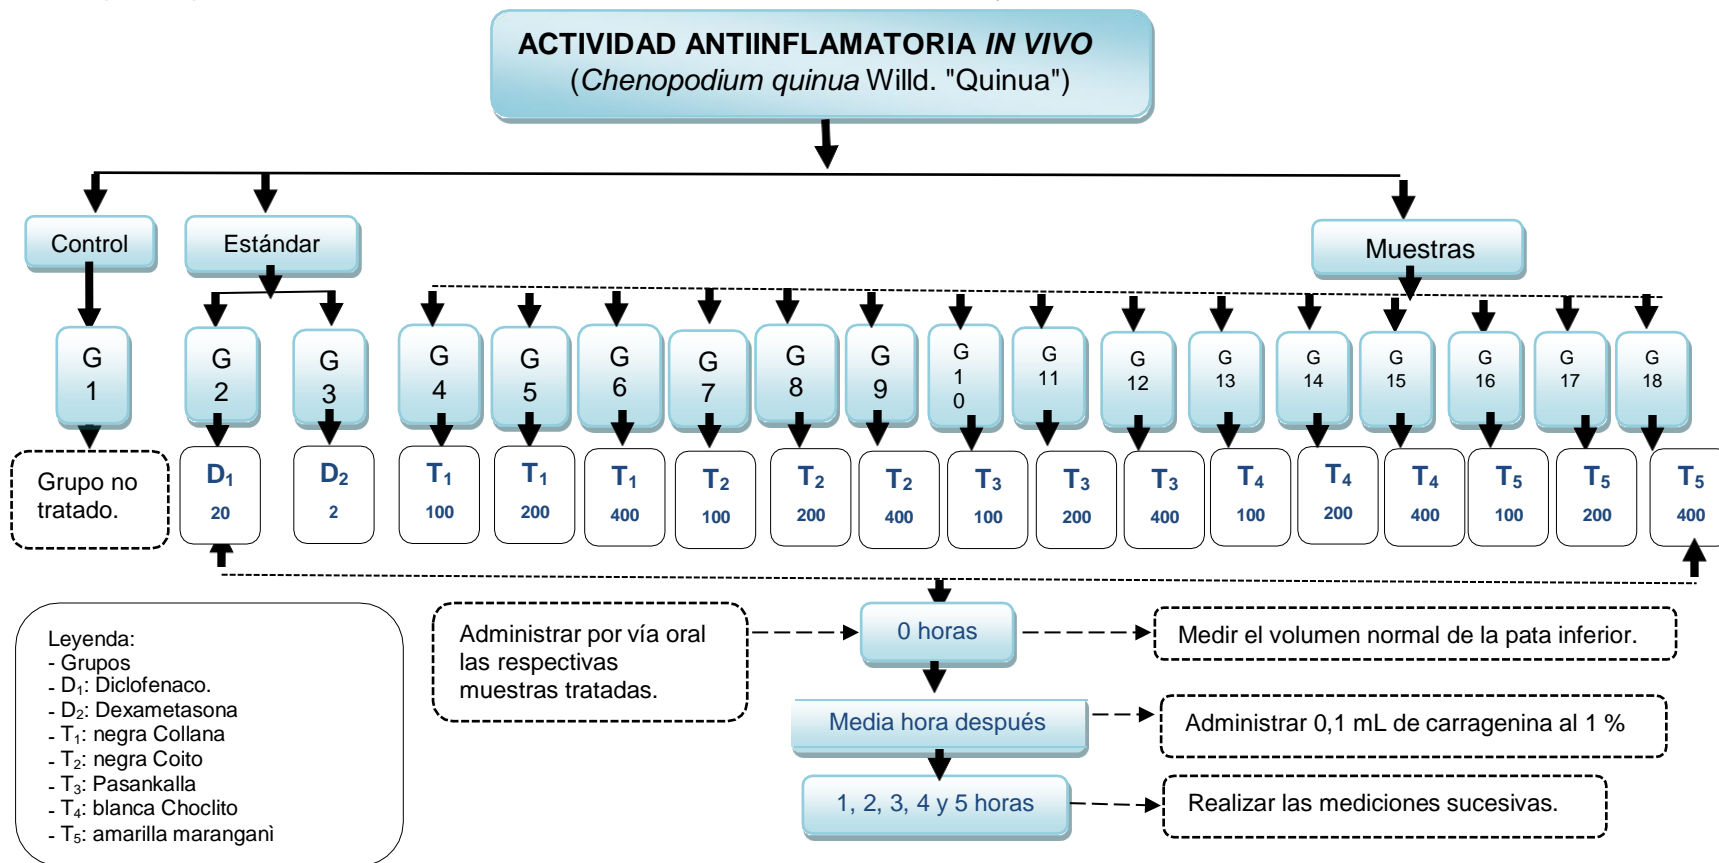 ACTIVIDAD ANTIINFLAMATORIA IN VIVO
(Chenopodium quinua Willd. "Quinua")
Control
Estándar
Muestras
G
1
G
2
G
3
G
4
G
5
G
6
G
7
G
8
G
9
G
1
0
G
11
G
12
G
13
G
14
G
15
G
16
G
17
G
18
Grupo no
tratado.
D₁
20
D₂
2
T₁
100
T₁
200
T₁
400
T₂
100
T₂
200
T₂
400
T₃
100
T₃
200
T₃
400
T₄
100
T₄
200
T₄
400
T₅
100
T₅
200
T₅
400
Leyenda:
- Grupos
- D₁: Diclofenaco.
- D₂: Dexametasona
- T₁: negra Collana
- T₂: negra Coito
- T₃: Pasankalla
- T₄: blanca Choclito
- T₅: amarilla maranganì
Administrar por vía oral
las respectivas
muestras tratadas.
0 horas
Medir el volumen normal de la pata inferior.
Media hora después
Administrar 0,1 mL de carragenina al 1 %
1, 2, 3, 4 y 5 horas
Realizar las mediciones sucesivas.